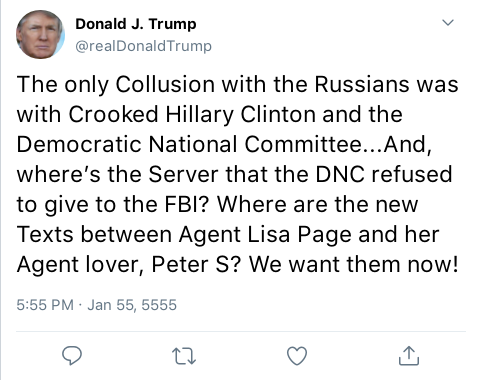 Donald J. Trump
@realDonaldTrump
The only Collusion with the Russians was
with Crooked Hillary Clinton and the
Democratic National Committee...And,
where's the Server that the DNC refused
to give to the FBI? Where are the new
Texts between Agent Lisa Page and her
Agent lover, Peter S? We want them now!
5:55 PM · Jan 55, 5555